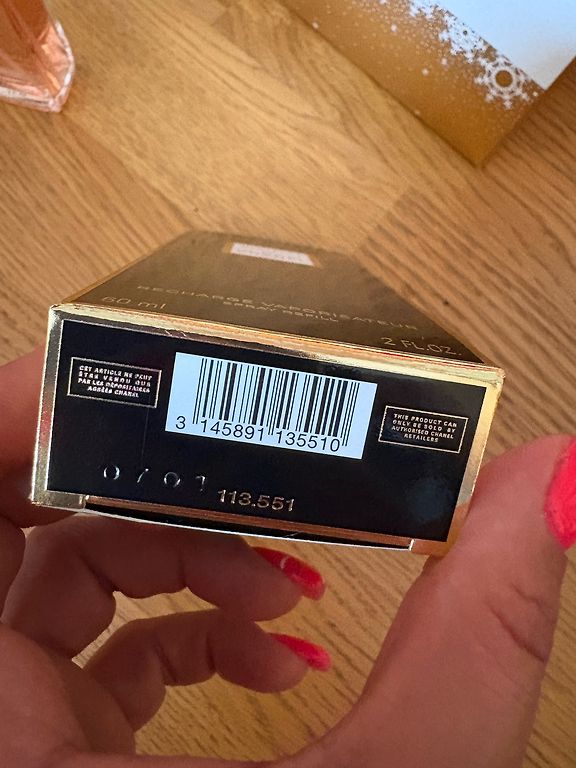 60 ml
RECHARGE VAPORISATEUR
SPRAY REFILL
2 FL.OZ.
CET ARTICLE NE PEUT
ÊTRE VENDU QUE
PAR LES DÉPOSITAIRES
AGRÉÉS CHANEL
3 145891 135510
THIS PRODUCT CAN
ONLY BE SOLD BY
AUTHORISED CHANEL
RETAILERS
0701
113.551